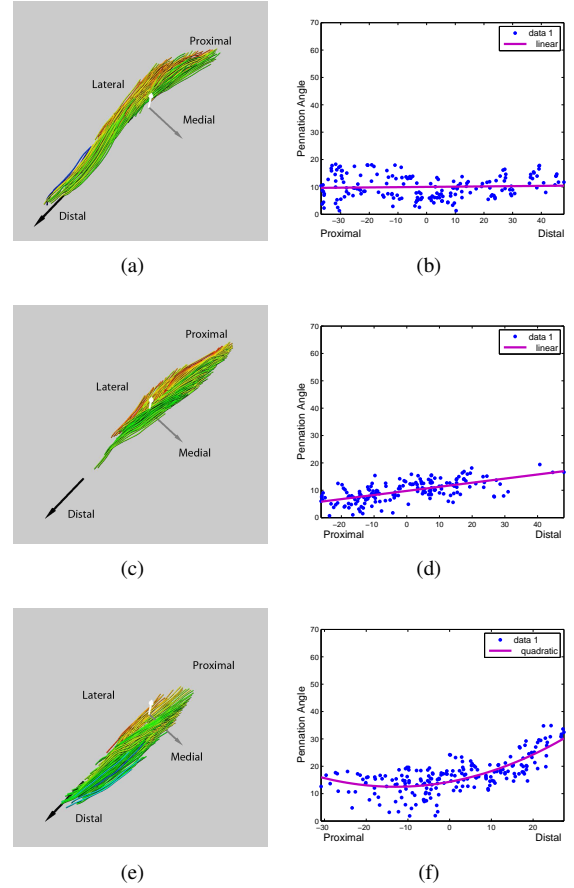 Proximal
Lateral
Medial
Distal
(a)
data 1
linear
Pennation Angle
70
60
50
40
30
20
10
0
−30 −20 −10 0 10 20 30 40
Proximal Distal
(b)
Proximal
Lateral
Medial
Distal
(c)
data 1
linear
Pennation Angle
70
60
50
40
30
20
10
0
−20 −10 0 10 20 30 40
Proximal Distal
(d)
Proximal
Lateral
Medial
Distal
(e)
data 1
quadratic
Pennation Angle
70
60
50
40
30
20
10
0
−30 −20 −10 0 10 20
Proximal Distal
(f)